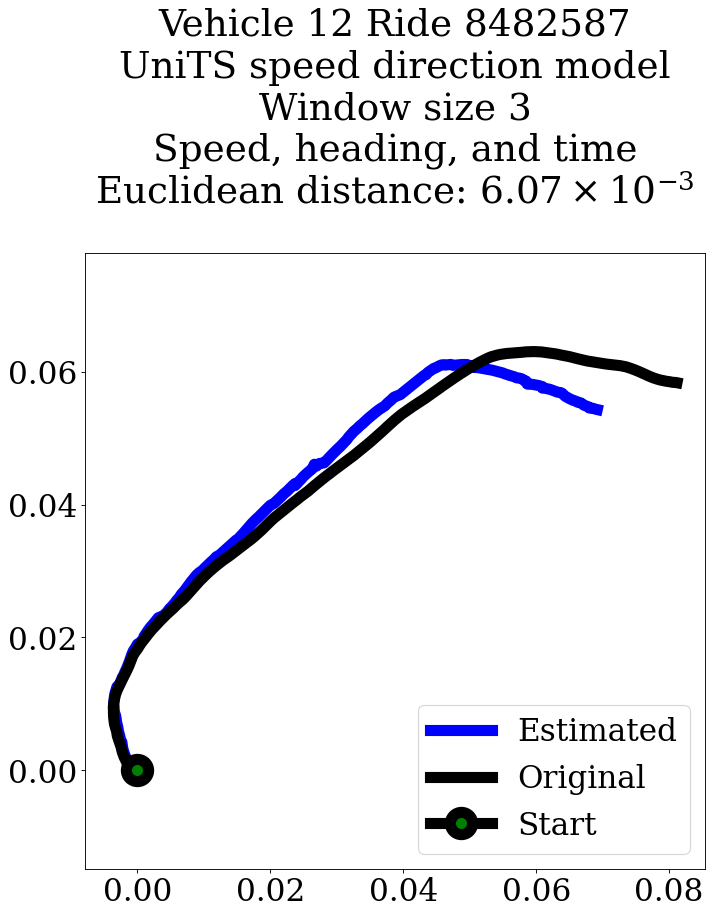 Vehicle 12 Ride 8482587
UniTS speed direction model
Window size 3
Speed, heading, and time
Euclidean distance: 6.07 × 10⁻³
0.06
0.04
0.02
0.00
Estimated
Original
Start
0.00 0.02 0.04 0.06 0.08